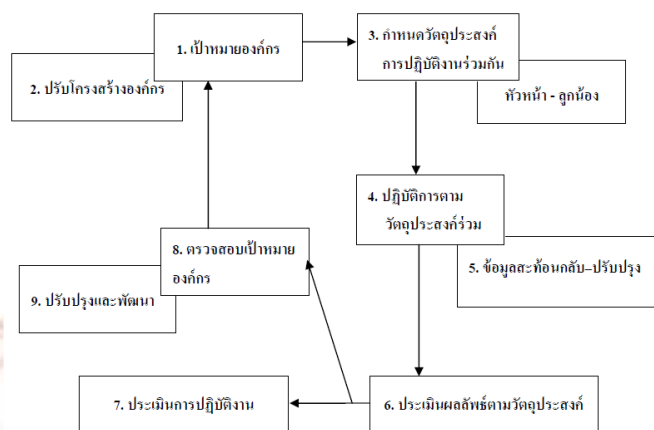 1. เป้าหมายองค์กร
2. ปรับโครงสร้างองค์กร
3. กำหนดวัตถุประสงค์
การปฏิบัติงานร่วมกัน
หัวหน้า - ลูกน้อง
4. ปฏิบัติการตาม
วัตถุประสงค์ร่วม
5. ข้อมูลสะท้อนกลับ–ปรับปรุง
6. ประเมินผลลัพธ์ตามวัตถุประสงค์
7. ประเมินการปฏิบัติงาน
8. ตรวจสอบเป้าหมาย
องค์กร
9. ปรับปรุงและพัฒนา